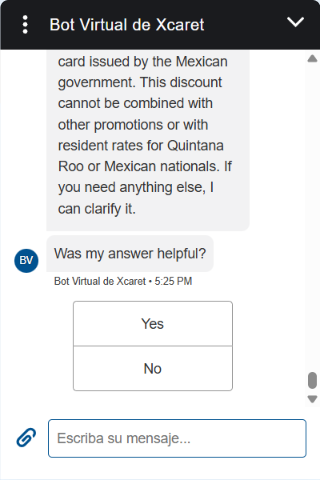 Bot Virtual de Xcaret
card issued by the Mexican
government. This discount
cannot be combined with
other promotions or with
resident rates for Quintana
Roo or Mexican nationals. If
you need anything else, I
can clarify it.
Was my answer helpful?
BV
Bot Virtual de Xcaret • 5:25 PM
Yes
No
Escriba su mensaje...